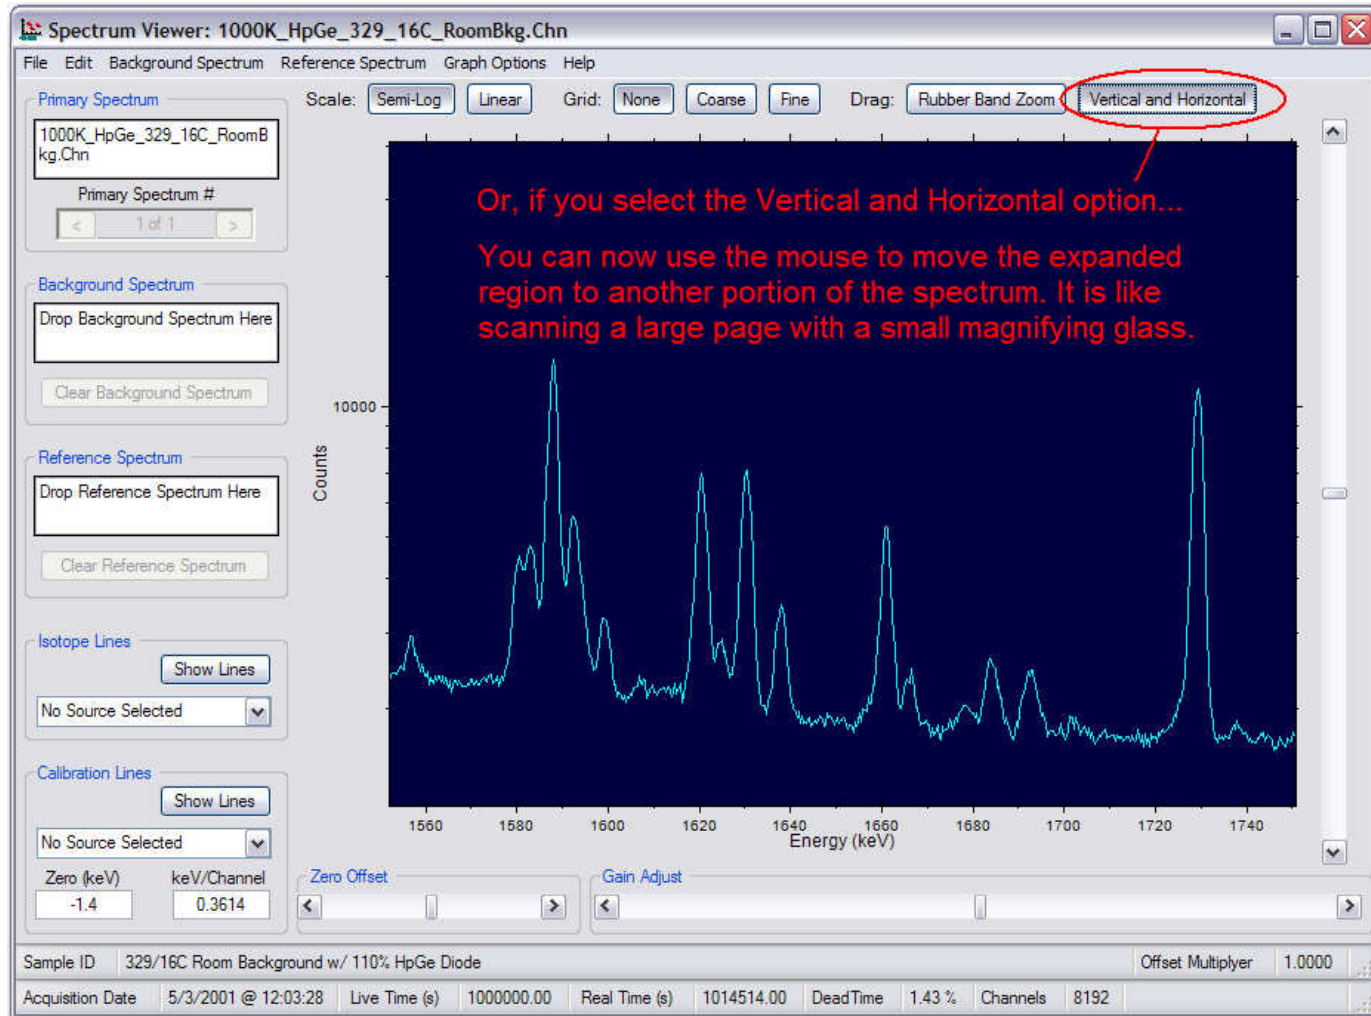 Spectrum Viewer: 1000K_HpGe_329_16C_RoomBkg.Chn
File Edit Background Spectrum Reference Spectrum Graph Options Help
Primary Spectrum
1000K_HpGe_329_16C_RoomB
kg.Chn
Primary Spectrum #
< 1 of 1 >
Background Spectrum
Drop Background Spectrum Here
Clear Background Spectrum
Reference Spectrum
Drop Reference Spectrum Here
Clear Reference Spectrum
Isotope Lines
Show Lines
No Source Selected
Calibration Lines
Show Lines
No Source Selected
Zero (keV) keV/Channel
-1.4 0.3614
Scale: Semi-Log Linear Grid: None Coarse Fine Drag: Rubber Band Zoom Vertical and Horizontal
Or, if you select the Vertical and Horizontal option...
You can now use the mouse to move the expanded
region to another portion of the spectrum. It is like
scanning a large page with a small magnifying glass.
10000
Counts
1560 1580 1600 1620 1640 1660 1680 1700 1720 1740
Energy (keV)
Zero Offset
Gain Adjust
Sample ID 329/16C Room Background w/ 110% HpGe Diode Offset Multiplyer 1.0000
Acquisition Date 5/3/2001 @ 12:03:28 Live Time (s) 1000000.00 Real Time (s) 1014514.00 DeadTime 1.43 % Channels 8192